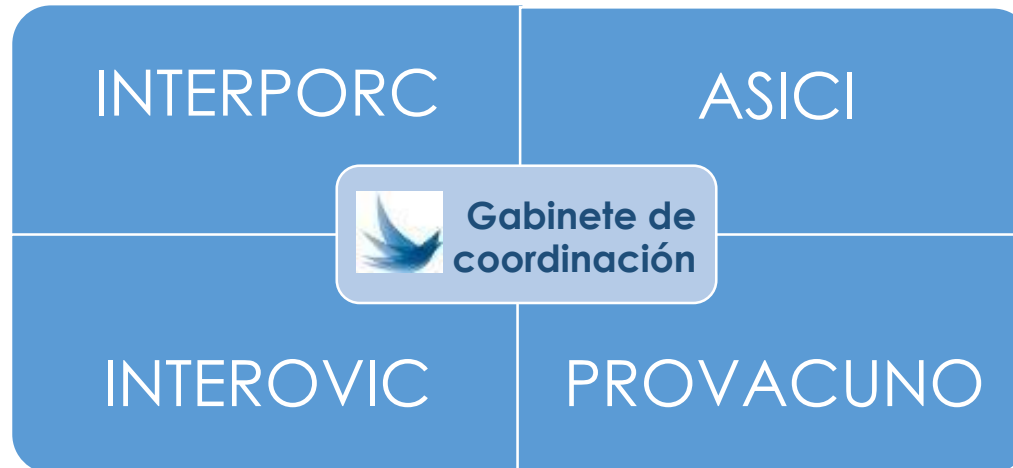 INTERPORC
ASICI
Gabinete de
coordinación
INTEROVIC
PROVACUNO